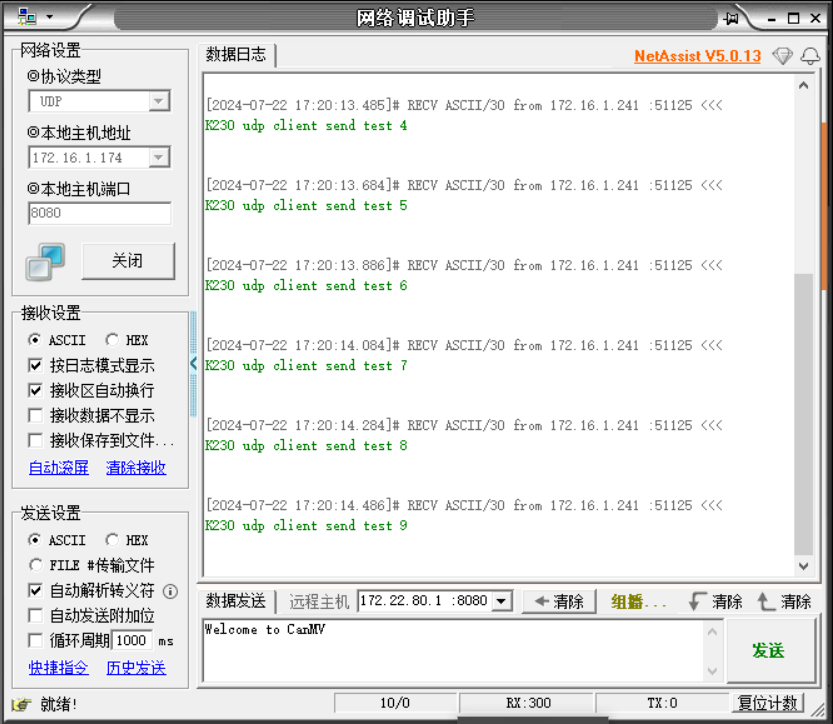 网络调试助手
网络设置
协议类型
UDP
本地主机地址
172.16.1.174
本地主机端口
8080
关闭
接收设置
ASCII HEX
按日志模式显示
接收区自动换行
接收数据不显示
接收保存到文件...
自动滚屏 清除接收
发送设置
ASCII HEX
FILE #传输文件
自动解析转义符
自动发送附加位
循环周期 1000 ms
快捷指令 历史发送
数据日志 NetAssist V5.0.13
[2024-07-22 17:20:13.485]# RECV ASCII/30 from 172.16.1.241 :51125 <<<
K230 udp client send test 4
[2024-07-22 17:20:13.684]# RECV ASCII/30 from 172.16.1.241 :51125 <<<
K230 udp client send test 5
[2024-07-22 17:20:13.886]# RECV ASCII/30 from 172.16.1.241 :51125 <<<
K230 udp client send test 6
[2024-07-22 17:20:14.084]# RECV ASCII/30 from 172.16.1.241 :51125 <<<
K230 udp client send test 7
[2024-07-22 17:20:14.284]# RECV ASCII/30 from 172.16.1.241 :51125 <<<
K230 udp client send test 8
[2024-07-22 17:20:14.486]# RECV ASCII/30 from 172.16.1.241 :51125 <<<
K230 udp client send test 9
数据发送 远程主机 172.22.80.1 :8080 清除 组播... 清除 清除
Welcome to CanMV
发送
就绪! 10/0 RX:300 TX:0 复位计数